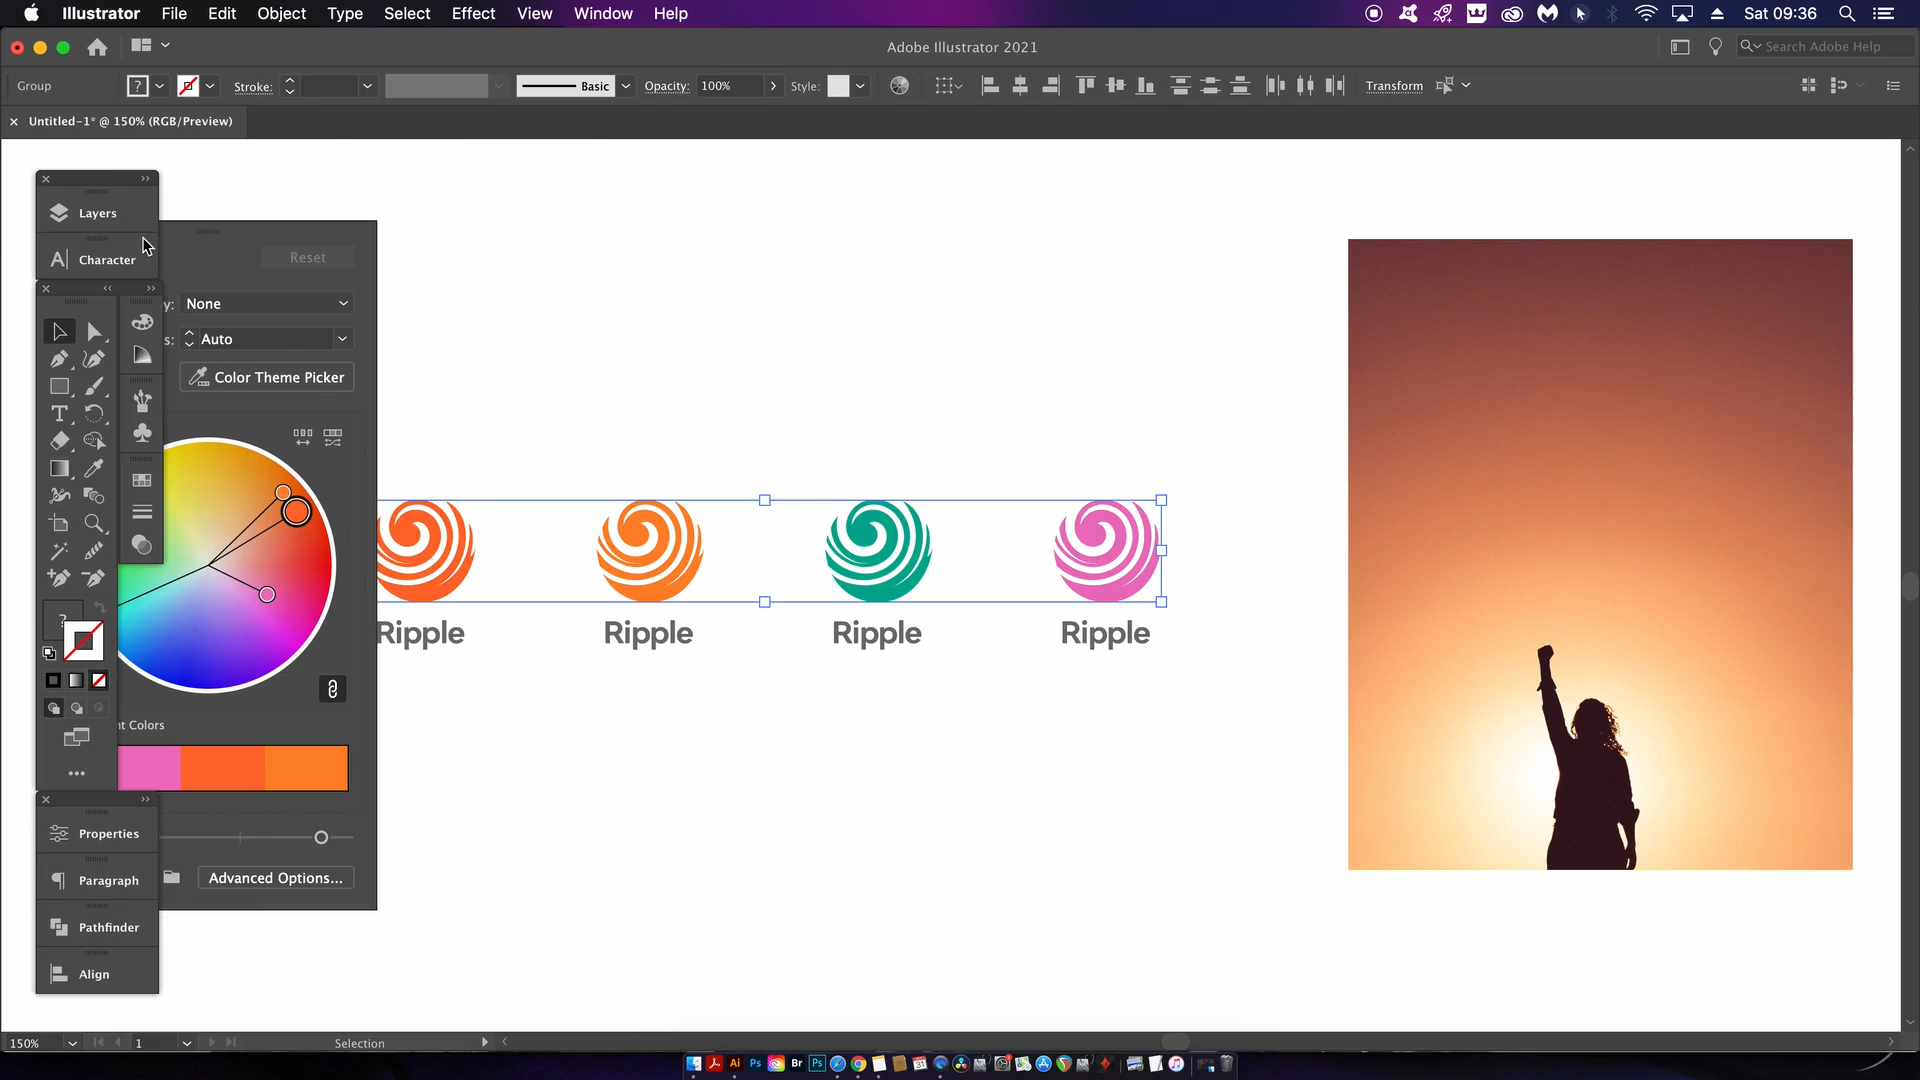 Illustrator File Edit Object Type Select Effect View Window Help Sat 09:36
Adobe Illustrator 2021 Search Adobe Help
Group ? Stroke: Basic Opacity: 100% Style: Transform
× Untitled-1* @ 150% (RGB/Preview)
Layers
Character
Reset
y: None
s: Auto
Color Theme Picker
Ripple Ripple Ripple Ripple
nt Colors
Properties
Paragraph
Advanced Options...
Pathfinder
Align
150% 1 Selection